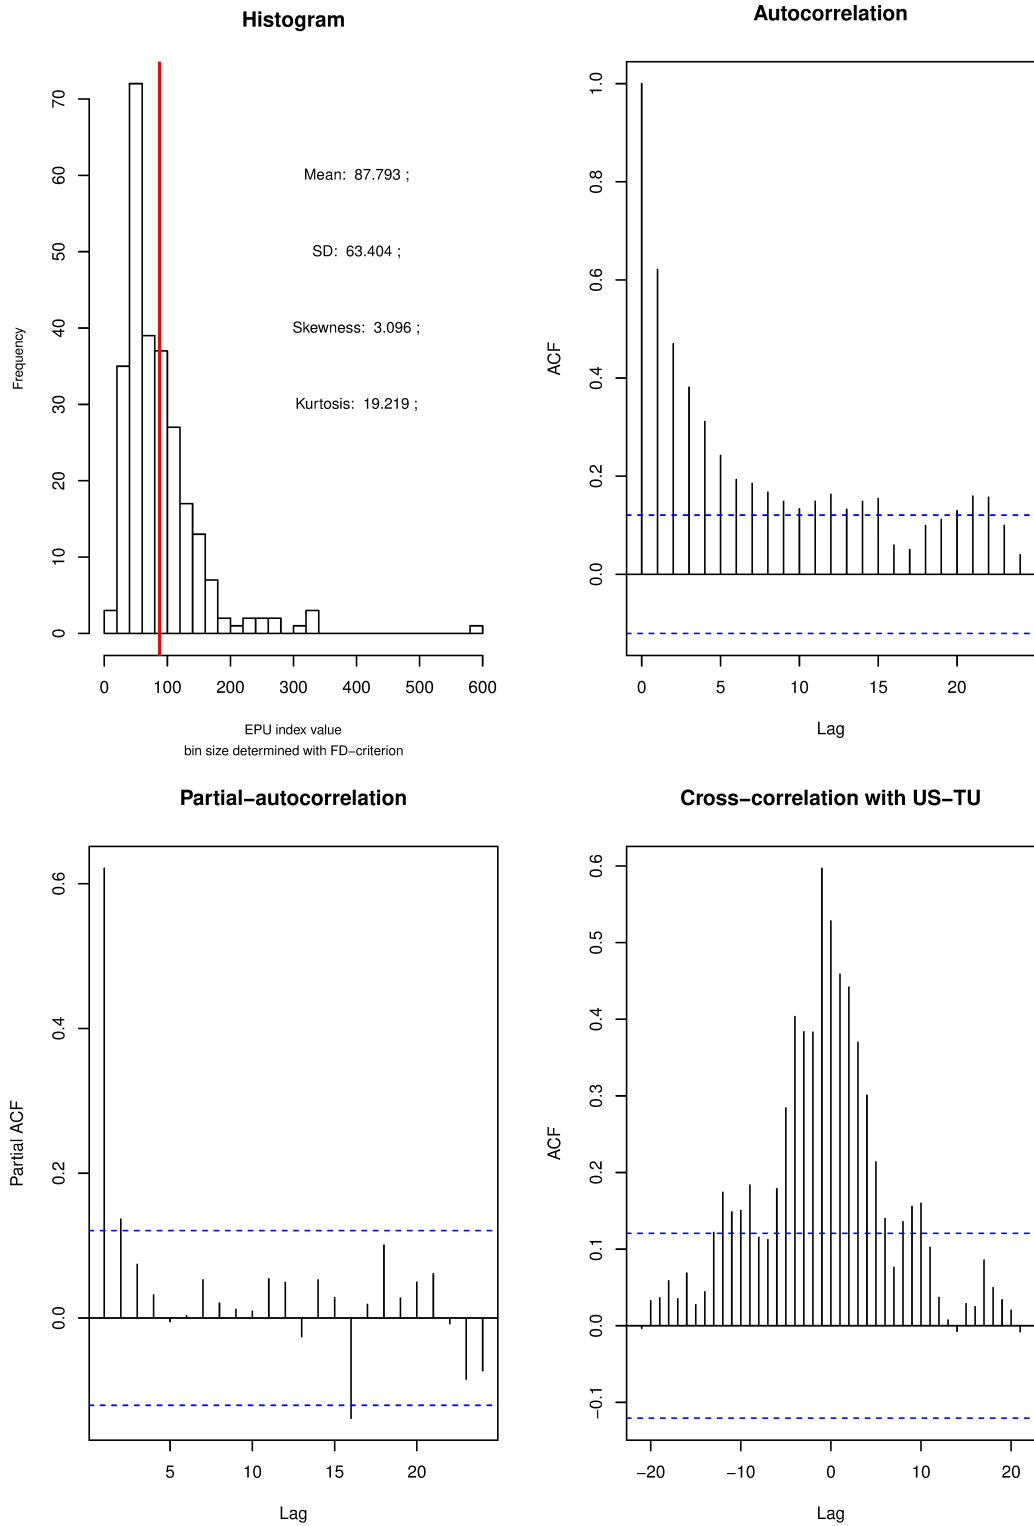 Histogram
Frequency
0
10
20
30
40
50
60
70
Mean: 87.793 ;
SD: 63.404 ;
Skewness: 3.096 ;
Kurtosis: 19.219 ;
0 100 200 300 400 500 600
EPU index value
bin size determined with FD−criterion
Autocorrelation
ACF
0.0
0.2
0.4
0.6
0.8
1.0
0 5 10 15 20
Lag
Partial−autocorrelation
Partial ACF
0.0
0.2
0.4
0.6
5 10 15 20
Lag
Cross−correlation with US−TU
ACF
−0.1
0.0
0.1
0.2
0.3
0.4
0.5
0.6
−20 −10 0 10 20
Lag